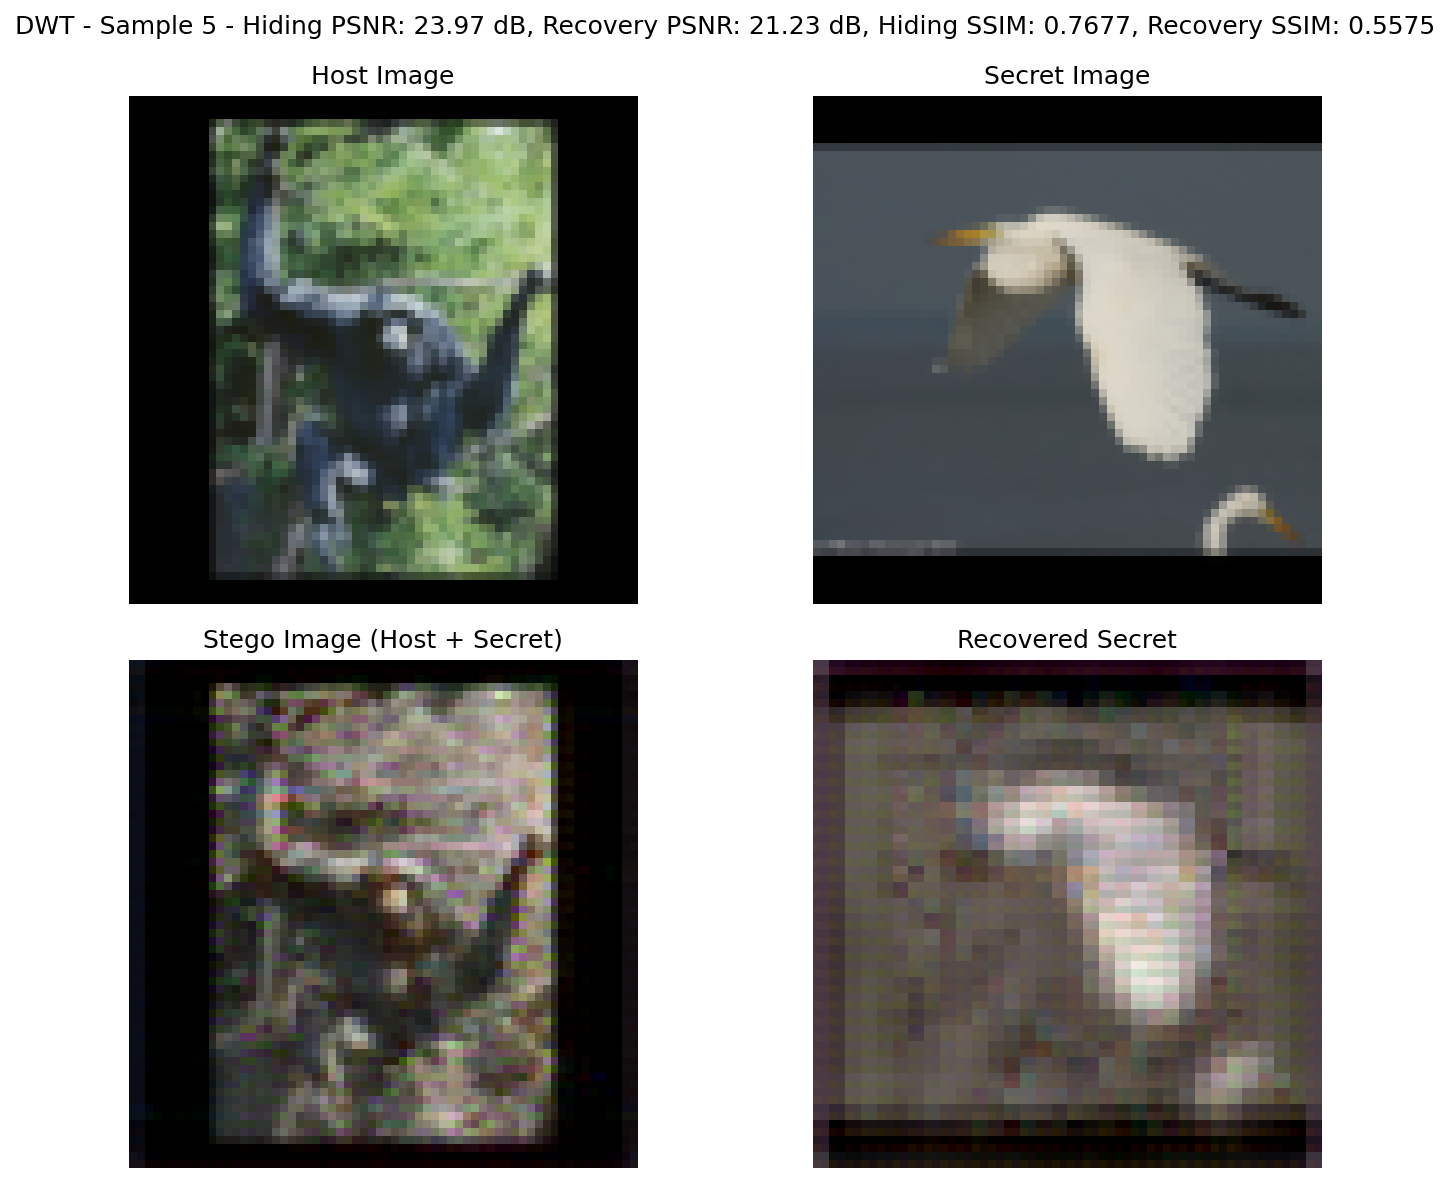 DWT - Sample 5 - Hiding PSNR: 23.97 dB, Recovery PSNR: 21.23 dB, Hiding SSIM: 0.7677, Recovery SSIM: 0.5575
Host Image
Secret Image
Stego Image (Host + Secret)
Recovered Secret